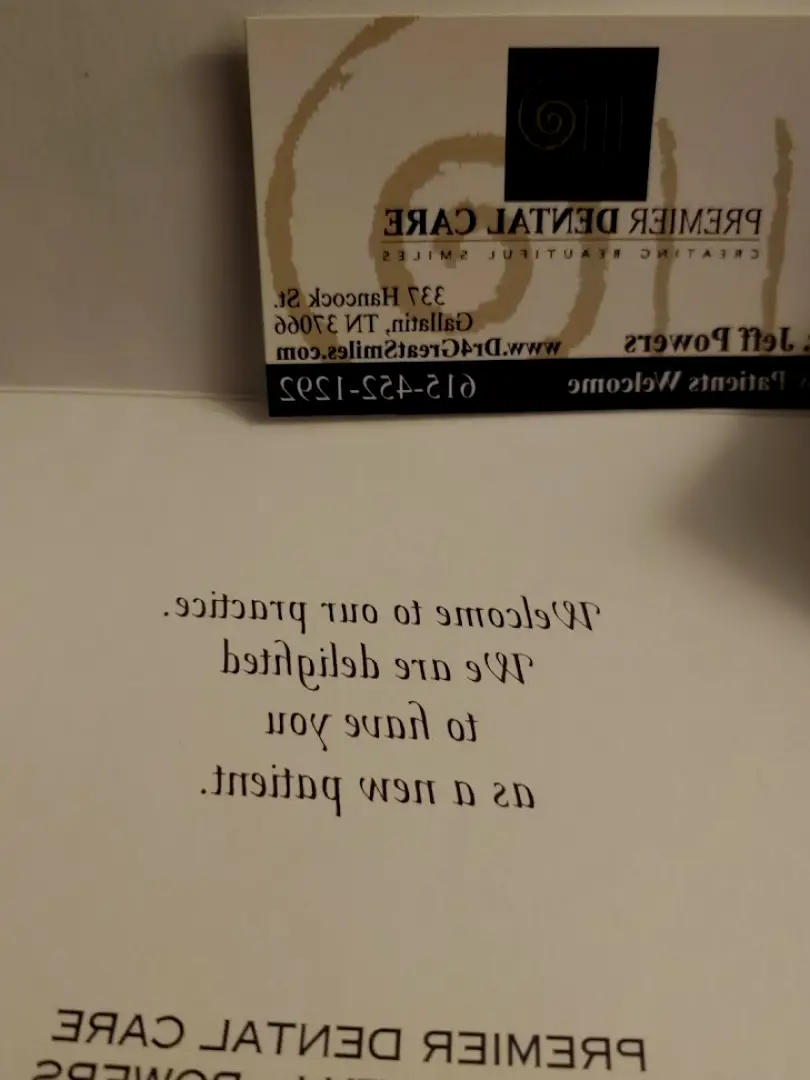 PREMIER DENTAL CARE
CREATING BEAUTIFUL SMILES
337 Hancock St.
Gallatin, TN 37066
www.Dr4GreatSmiles.com
. Jeff Powers
615-452-1292
Patients Welcome
Welcome to our practice.
We are delighted
to have you
as a new patient.
PREMIER DENTAL CARE
POWERS